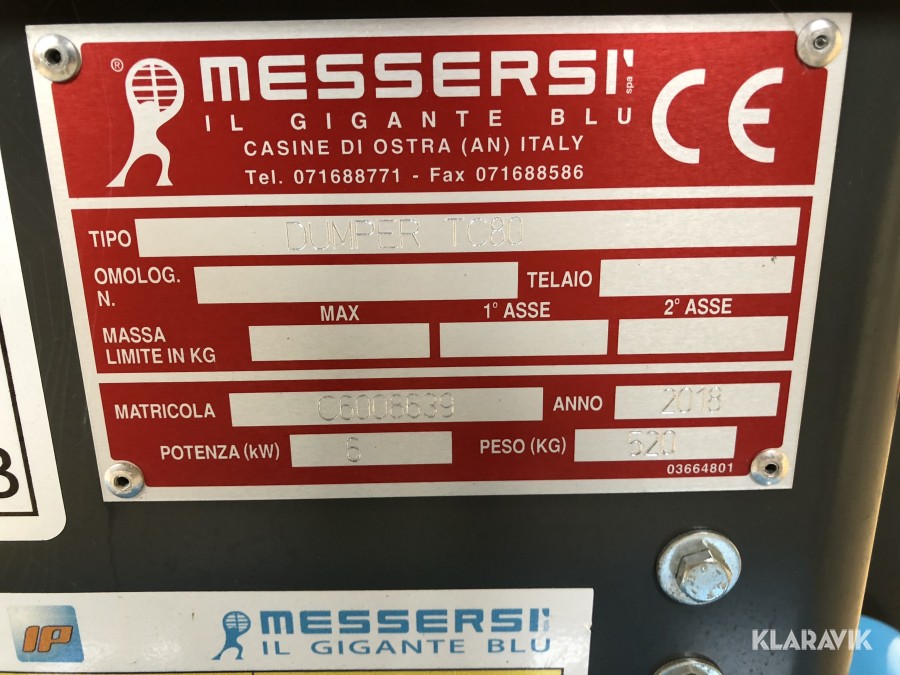 ® MESSERSI' spa
IL GIGANTE BLU
CE
CASINE DI OSTRA (AN) ITALY
Tel. 071688771 - Fax 071688586
TIPO DUMPER TC80
OMOLOG. N. TELAIO
MAX 1° ASSE 2° ASSE
MASSA
LIMITE IN KG
MATRICOLA C6008639 ANNO 2018
POTENZA (kW) 6 PESO (KG) 520
03664801
IP MESSERSI'
IL GIGANTE BLU
KLARAVIK